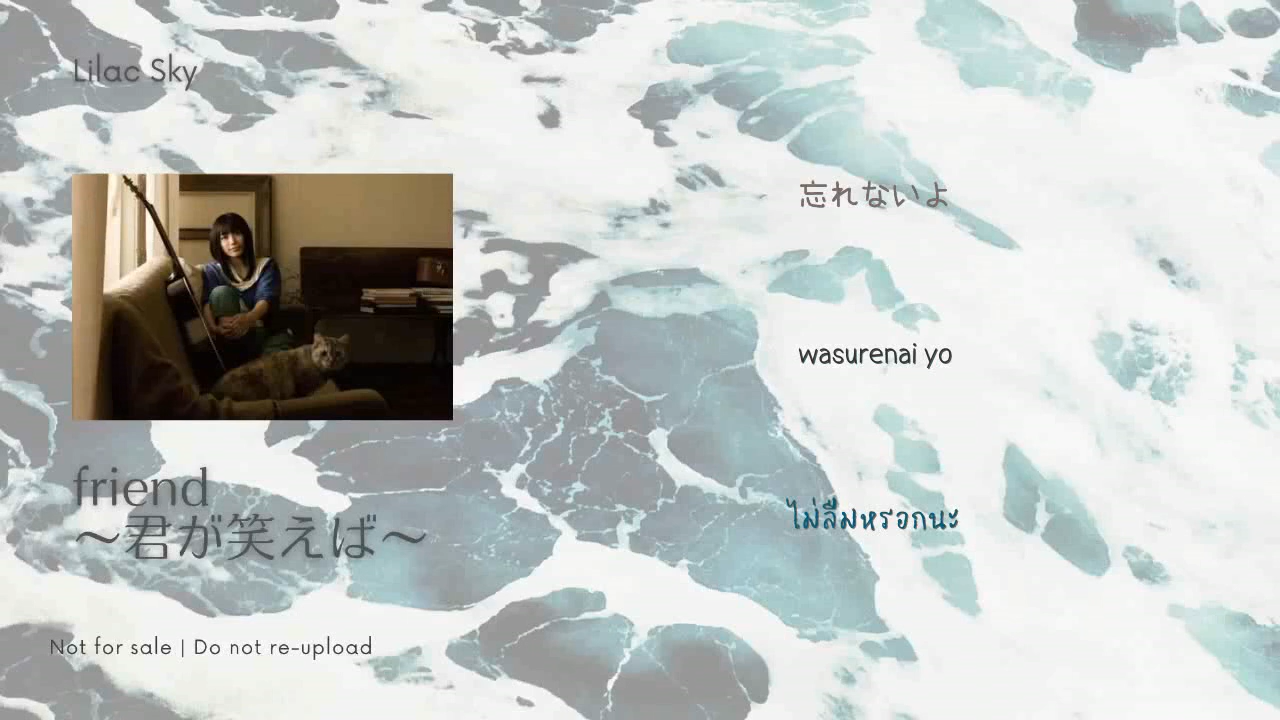 Lilac Sky
忘れないよ
wasurenai yo
ไม่ลืมหรอกนะ
friend
～君が笑えば～
Not for sale | Do not re-upload